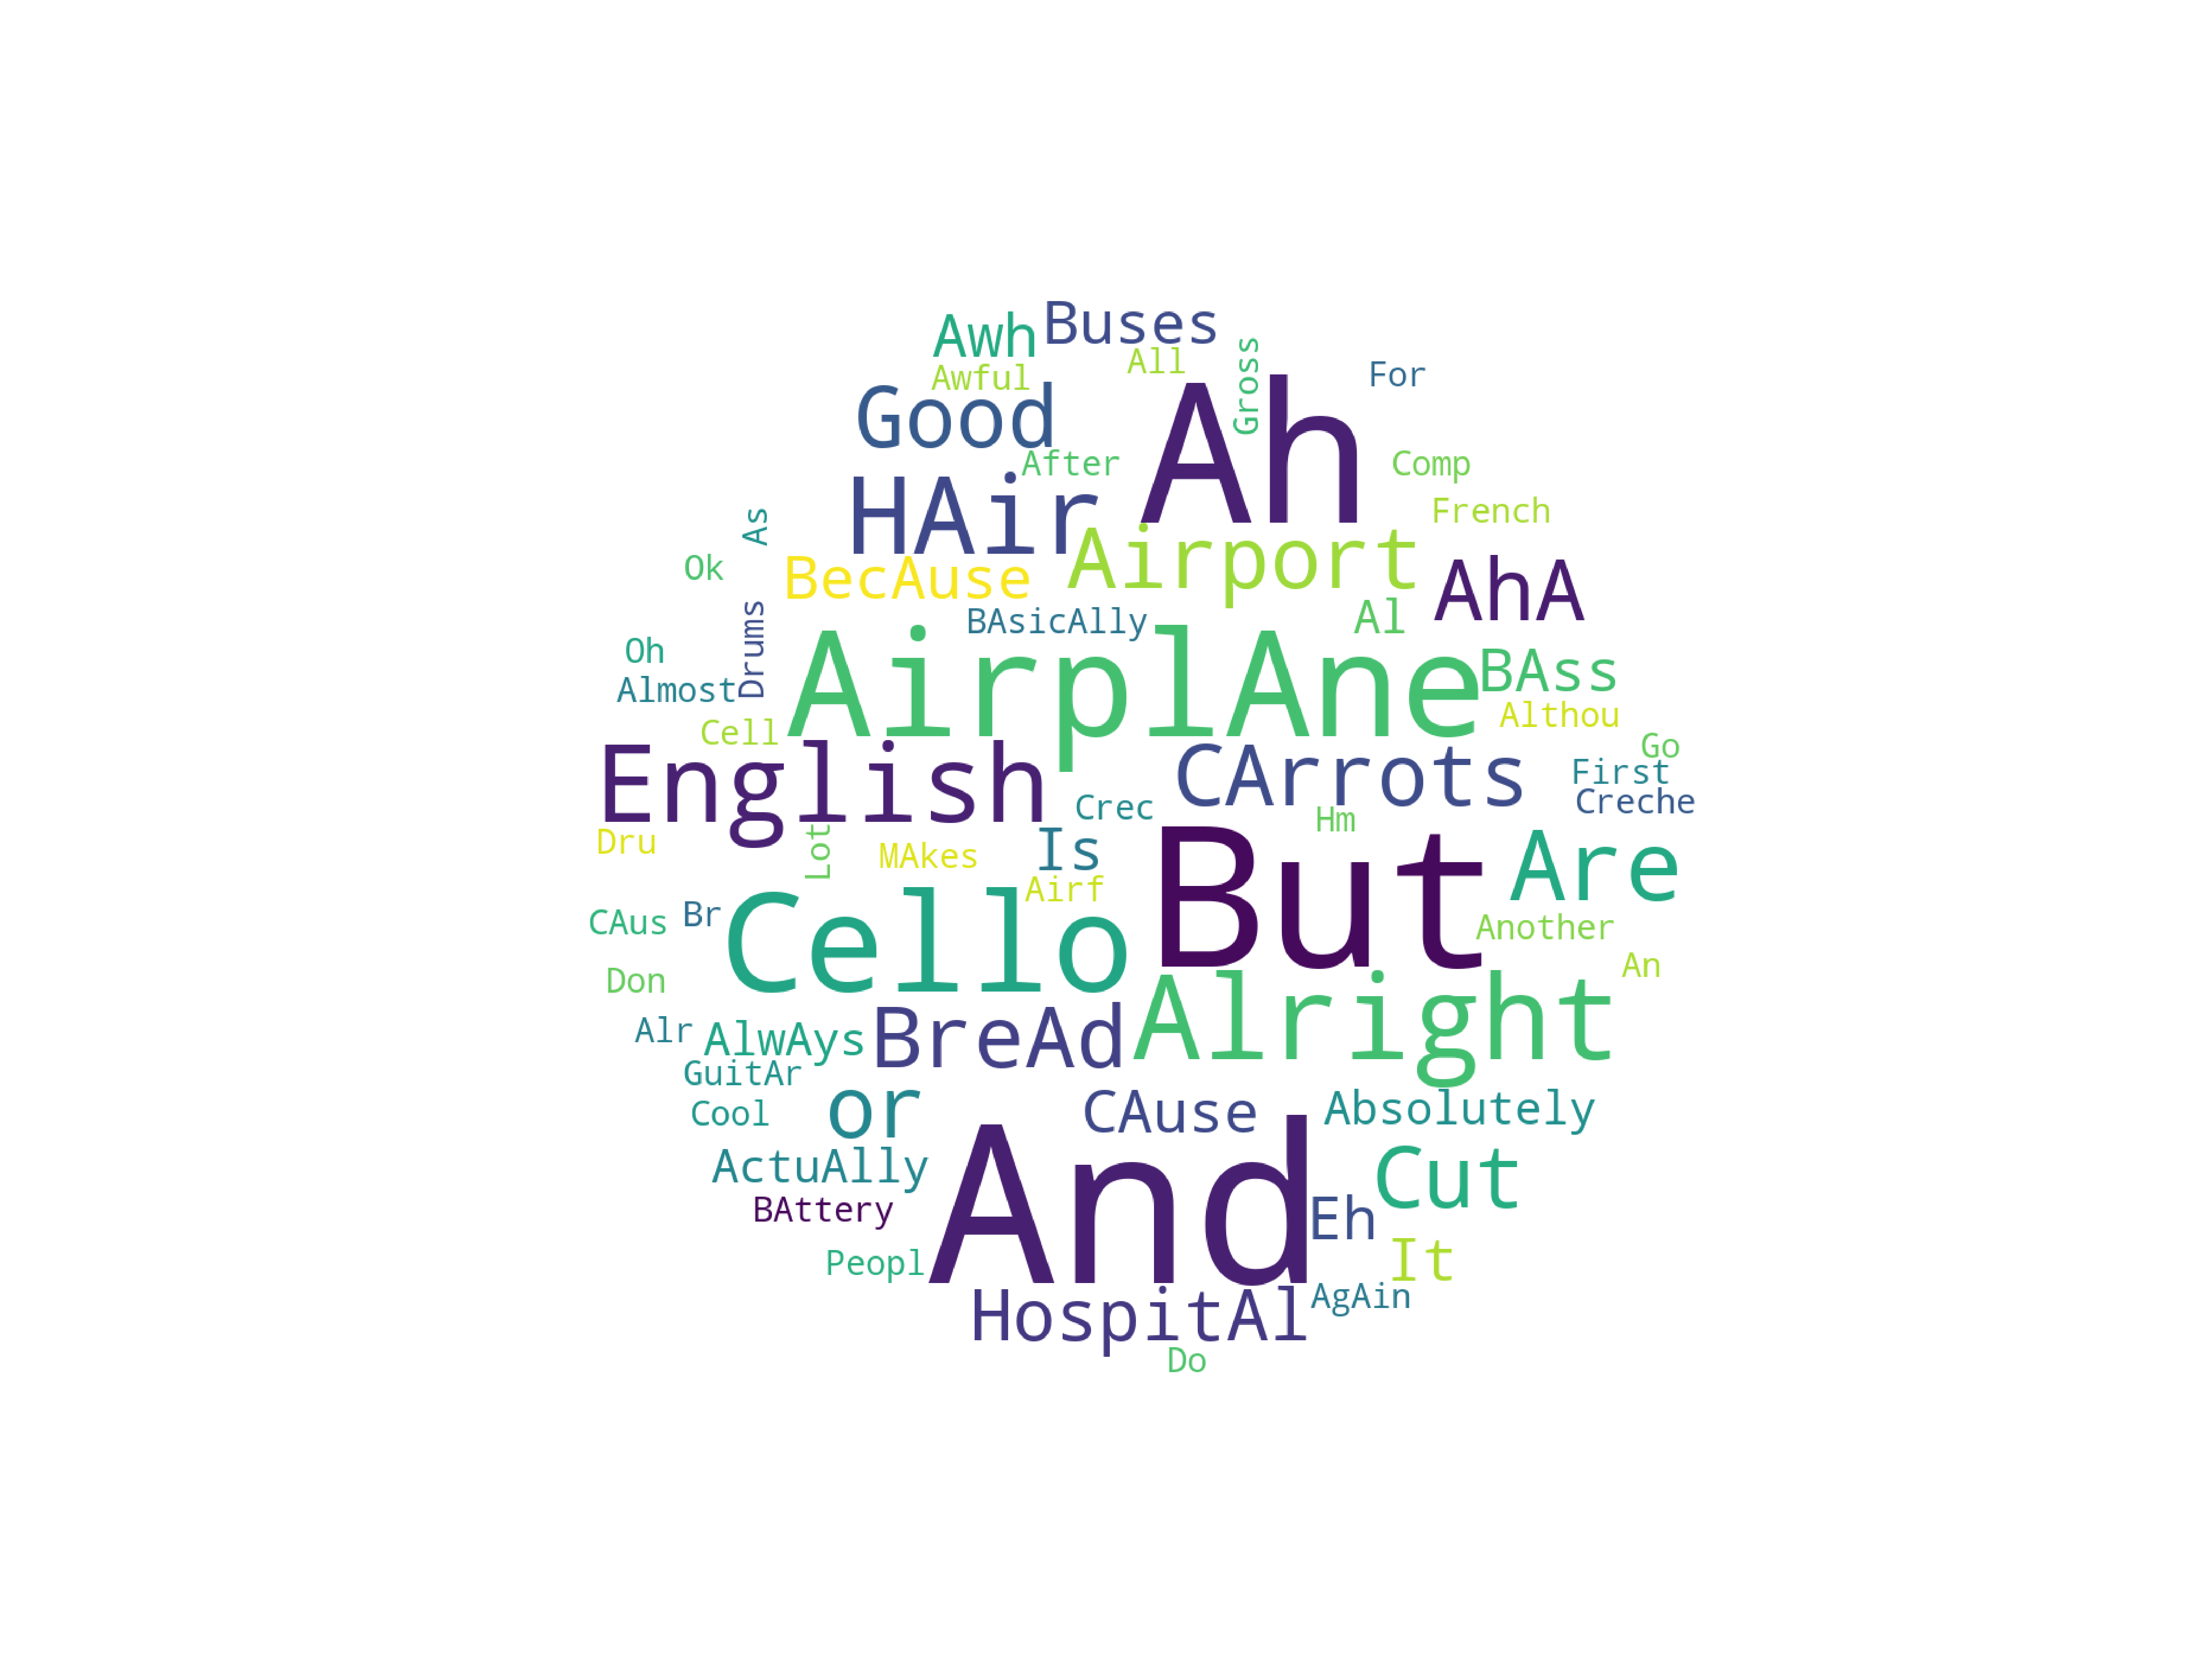 Buses
Awh
All
Gross
For
Awful
Good
Ah
After
Comp
HAir
French
As
Airport
BecAuse
AhA
Ok
BAsicAlly
Al
Drums
Oh
AirplAne
BAss
Almost
Althou
Cell
Go
English
CArrots
First
Creche
Crec
Hm
Dru
Lot
MAkes
Is
But
Are
Airf
CAus
Br
Cello
Another
An
Don
Alright
Alr
AlwAys
BreAd
GuitAr
Cool
or
CAuse
Absolutely
ActuAlly
And
Cut
BAttery
Eh
It
Peopl
AgAin
HospitAl
Do